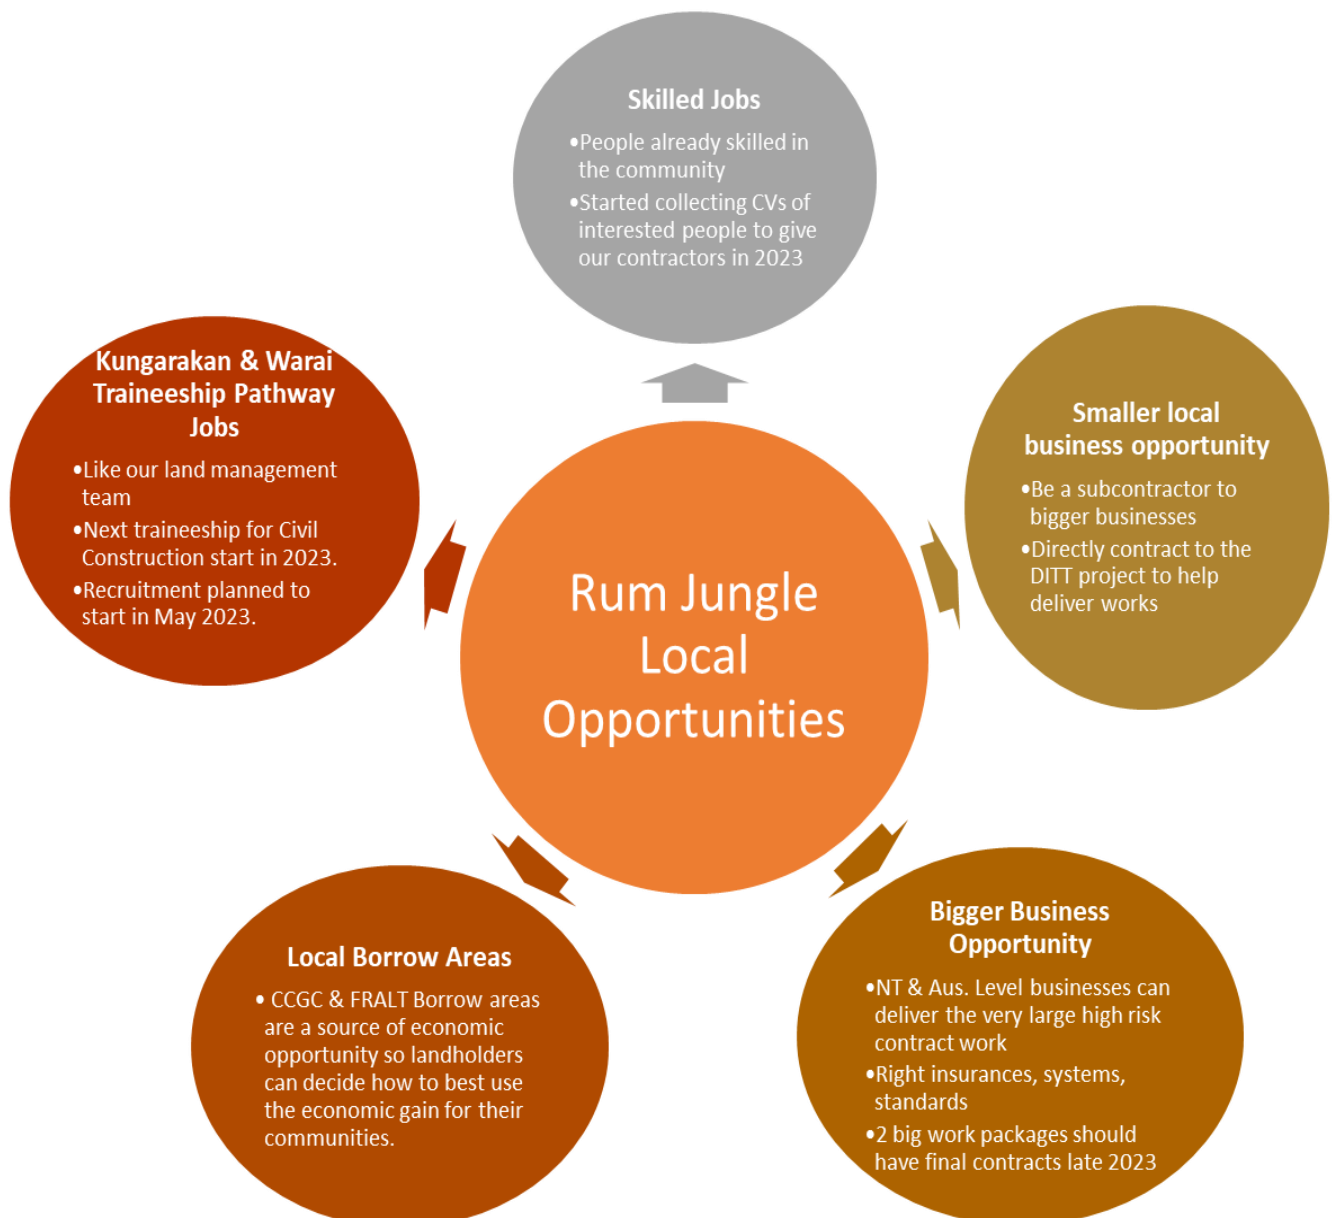 Skilled Jobs
•People already skilled in
the community
•Started collecting CVs of
interested people to give
our contractors in 2023
Kungarakan & Warai
Traineeship Pathway
Jobs
•Like our land management
team
•Next traineeship for Civil
Construction start in 2023.
•Recruitment planned to
start in May 2023.
Smaller local
business opportunity
•Be a subcontractor to
bigger businesses
•Directly contract to the
DITT project to help
deliver works
Rum Jungle
Local
Opportunities
Local Borrow Areas
• CCGC & FRALT Borrow areas
are a source of economic
opportunity so landholders
can decide how to best use
the economic gain for their
communities.
Bigger Business
Opportunity
•NT & Aus. Level businesses can
deliver the very large high risk
contract work
•Right insurances, systems,
standards
•2 big work packages should
have final contracts late 2023